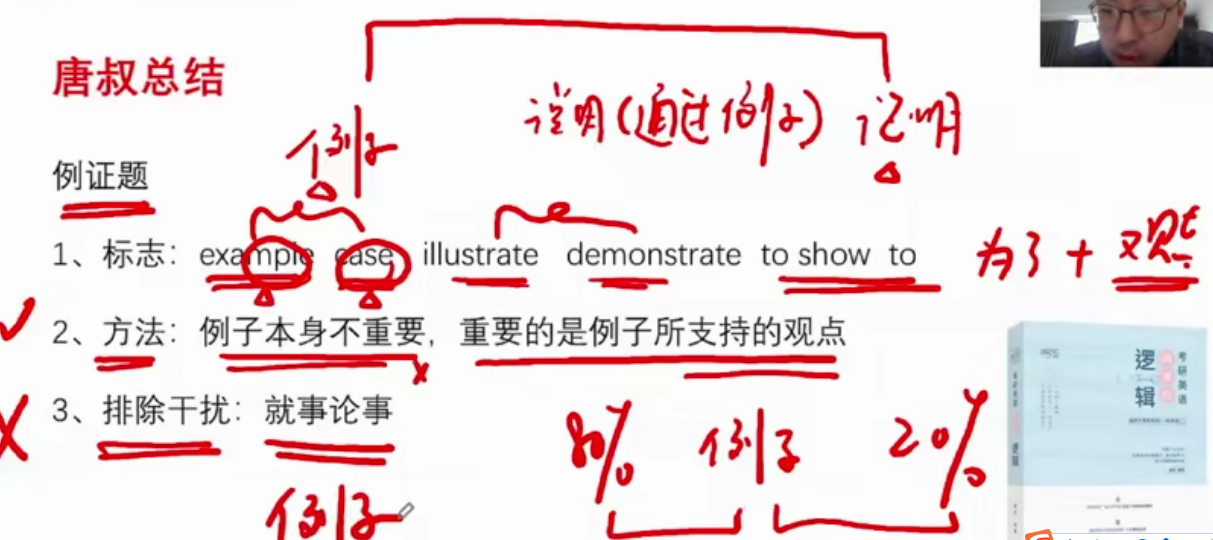 唐叔总结
说明(通过例子) 证明
例子
例证题
1、标志：example case illustrate demonstrate to show to
为了 + 观点
2、方法：例子本身不重要，重要的是例子所支持的观点
3、排除干扰：就事论事
80% 例子 20%
例子
考研英语
逻辑
逻辑